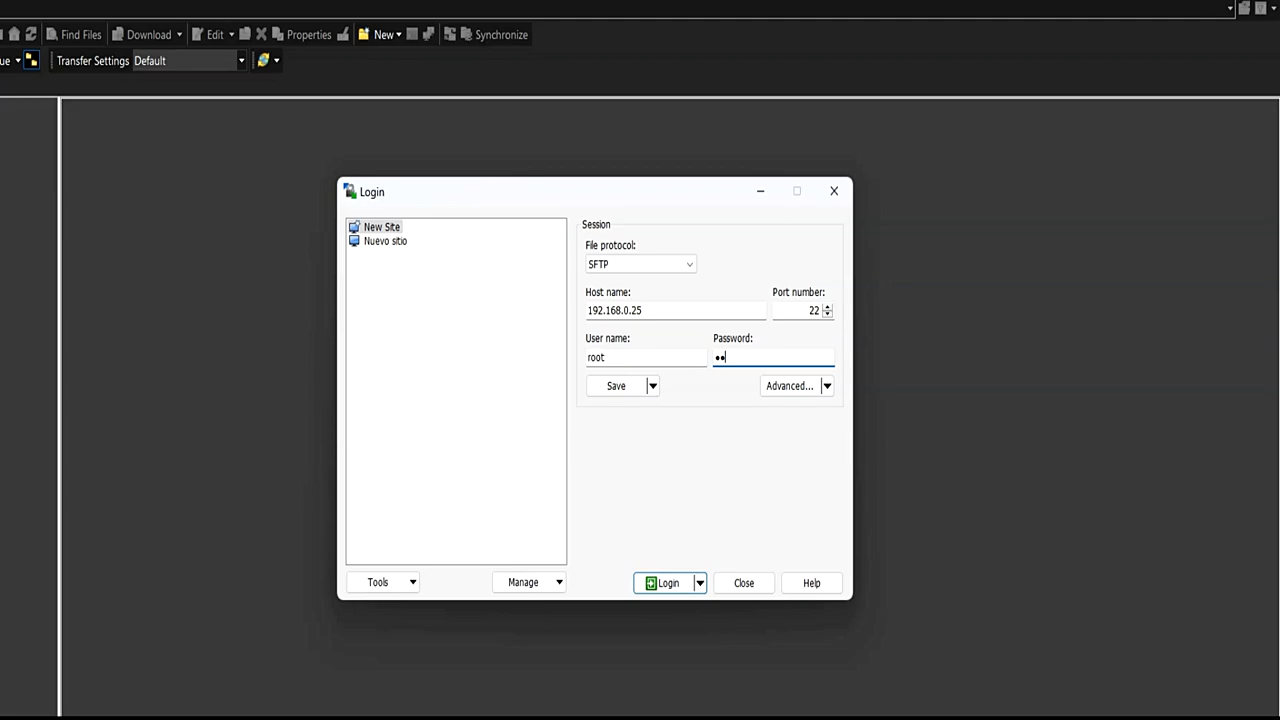 Find Files Download Edit Properties New Synchronize
ue Transfer Settings Default
Login
New Site
Nuevo sitio
Session
File protocol:
SFTP
Host name: Port number:
192.168.0.25 22
User name: Password:
root ••
Save Advanced...
Tools Manage Login Close Help